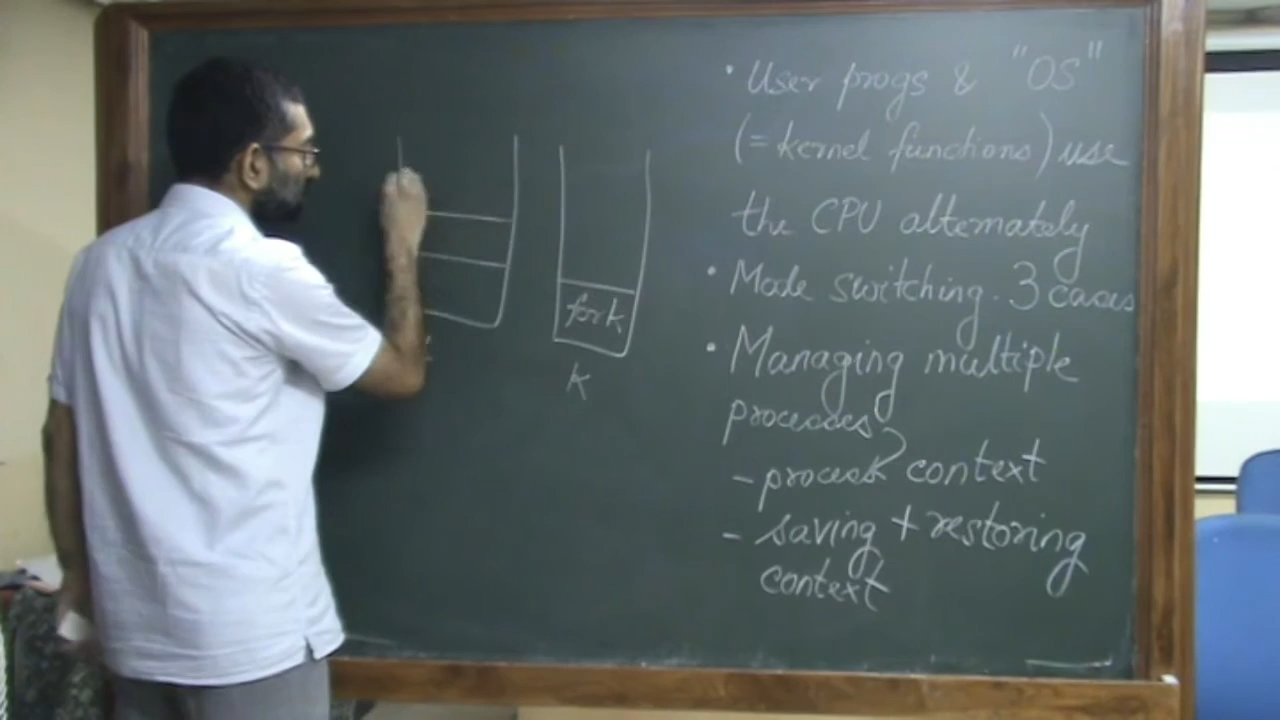 fork
K
• User progs & "OS"
(= kernel functions) use
the CPU alternately
• Mode switching. 3 cases
• Managing multiple
processes?
- process context
- saving + restoring
context